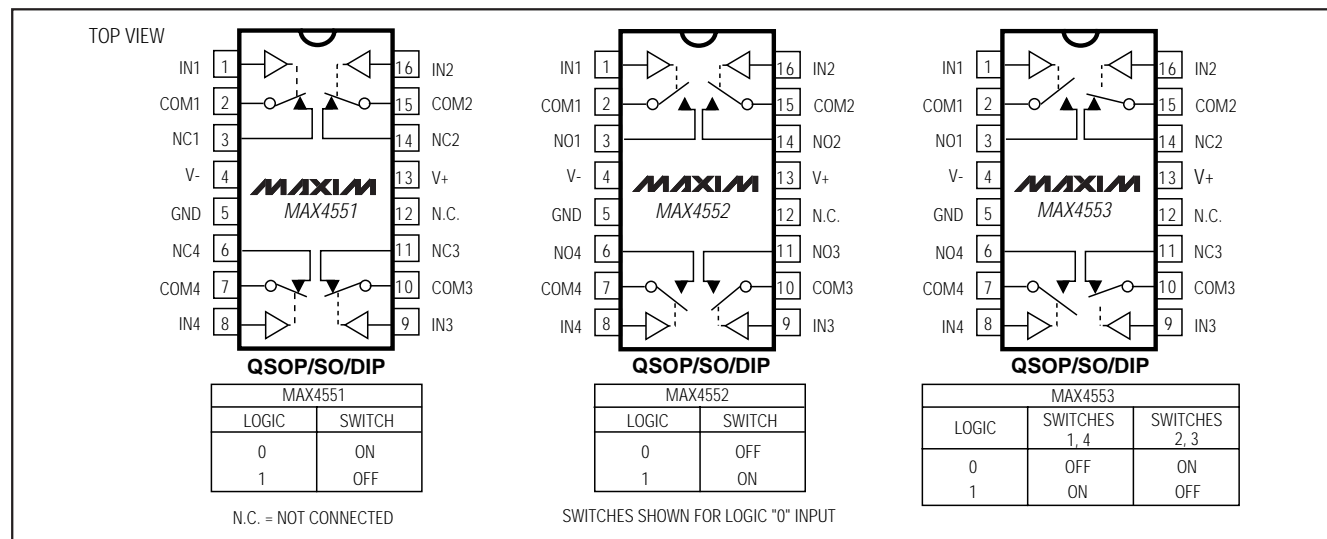 TOP VIEW
IN1 1 16 IN2
COM1 2 15 COM2
NC1 3 14 NC2
V- 4 13 V+
GND 5 12 N.C.
NC4 6 11 NC3
COM4 7 10 COM3
IN4 8 9 IN3
MAXIM
MAX4551
QSOP/SO/DIP
MAX4551
LOGIC SWITCH
0 ON
1 OFF
N.C. = NOT CONNECTED
IN1 1 16 IN2
COM1 2 15 COM2
NO1 3 14 NO2
V- 4 13 V+
GND 5 12 N.C.
NO4 6 11 NO3
COM4 7 10 COM3
IN4 8 9 IN3
MAXIM
MAX4552
QSOP/SO/DIP
MAX4552
LOGIC SWITCH
0 OFF
1 ON
SWITCHES SHOWN FOR LOGIC "0" INPUT
IN1 1 16 IN2
COM1 2 15 COM2
NO1 3 14 NC2
V- 4 13 V+
GND 5 12 N.C.
NO4 6 11 NC3
COM4 7 10 COM3
IN4 8 9 IN3
MAXIM
MAX4553
QSOP/SO/DIP
MAX4553
LOGIC SWITCHES 1, 4 SWITCHES 2, 3
0 OFF ON
1 ON OFF